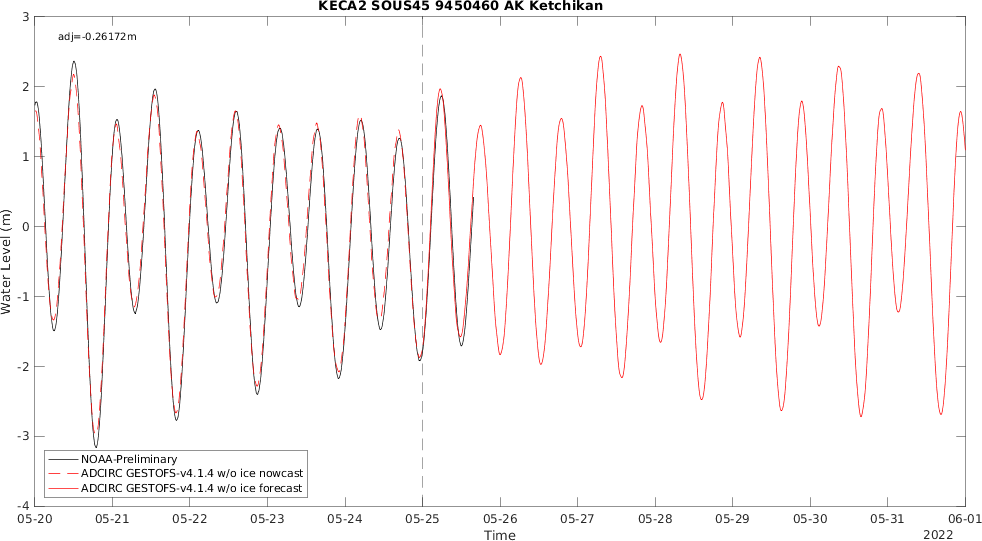 KECA2 SOUS45 9450460 AK Ketchikan
adj=-0.26172m
3
2
1
0
-1
-2
-3
-4
Water Level (m)
NOAA-Preliminary
ADCIRC GESTOFS-v4.1.4 w/o ice nowcast
ADCIRC GESTOFS-v4.1.4 w/o ice forecast
05-20 05-21 05-22 05-23 05-24 05-25 05-26 05-27 05-28 05-29 05-30 05-31 06-01
Time
2022